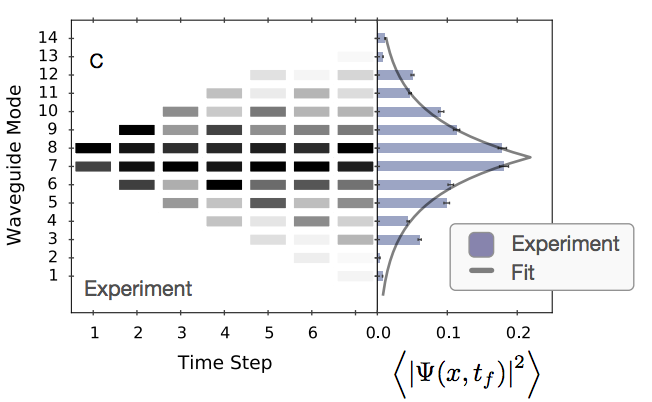 C
Waveguide Mode
14
13
12
11
10
9
8
7
6
5
4
3
2
1
Experiment
1 2 3 4 5 6
Time Step
0.0 0.1 0.2
⟨|Ψ(x, t_f)|²⟩
Experiment
Fit